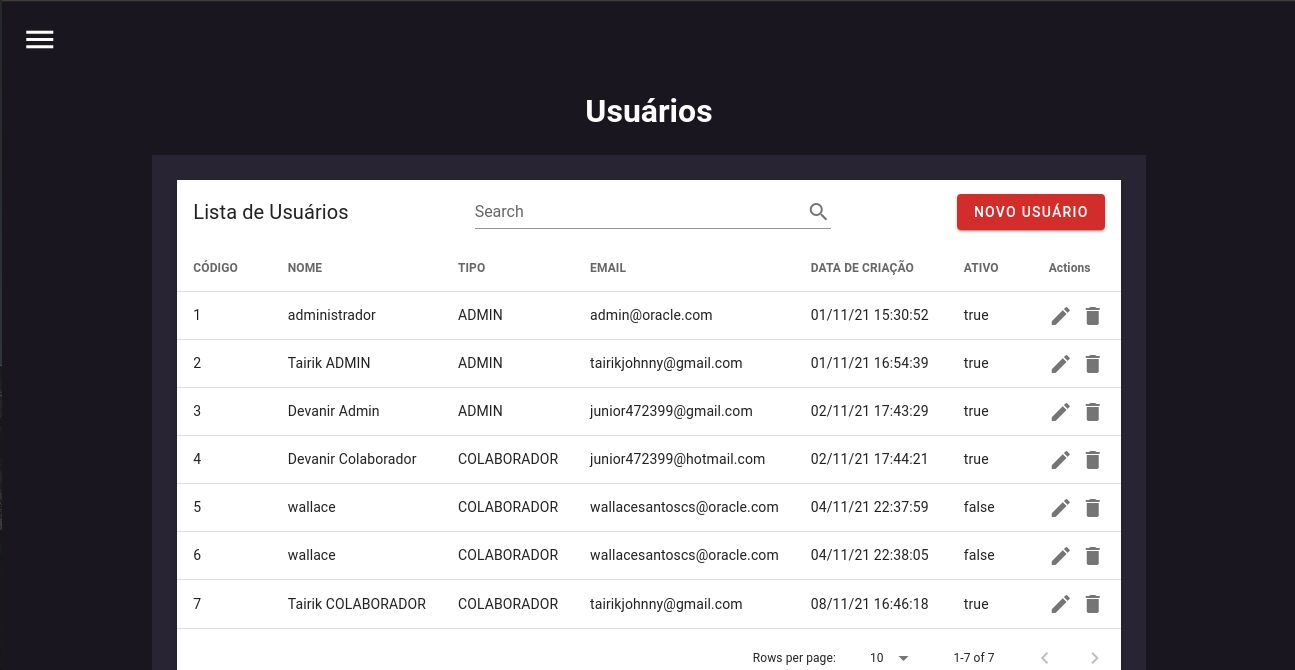 Usuários
Lista de Usuários Search NOVO USUÁRIO
CÓDIGO NOME TIPO EMAIL DATA DE CRIAÇÃO ATIVO Actions
1 administrador ADMIN admin@oracle.com 01/11/21 15:30:52 true
2 Tairik ADMIN ADMIN tairikjohnny@gmail.com 01/11/21 16:54:39 true
3 Devanir Admin ADMIN junior472399@gmail.com 02/11/21 17:43:29 true
4 Devanir Colaborador COLABORADOR junior472399@hotmail.com 02/11/21 17:44:21 true
5 wallace COLABORADOR wallacesantoscs@oracle.com 04/11/21 22:37:59 false
6 wallace COLABORADOR wallacesantoscs@oracle.com 04/11/21 22:38:05 false
7 Tairik COLABORADOR COLABORADOR tairikjohnny@gmail.com 08/11/21 16:46:18 true
Rows per page: 10 1-7 of 7